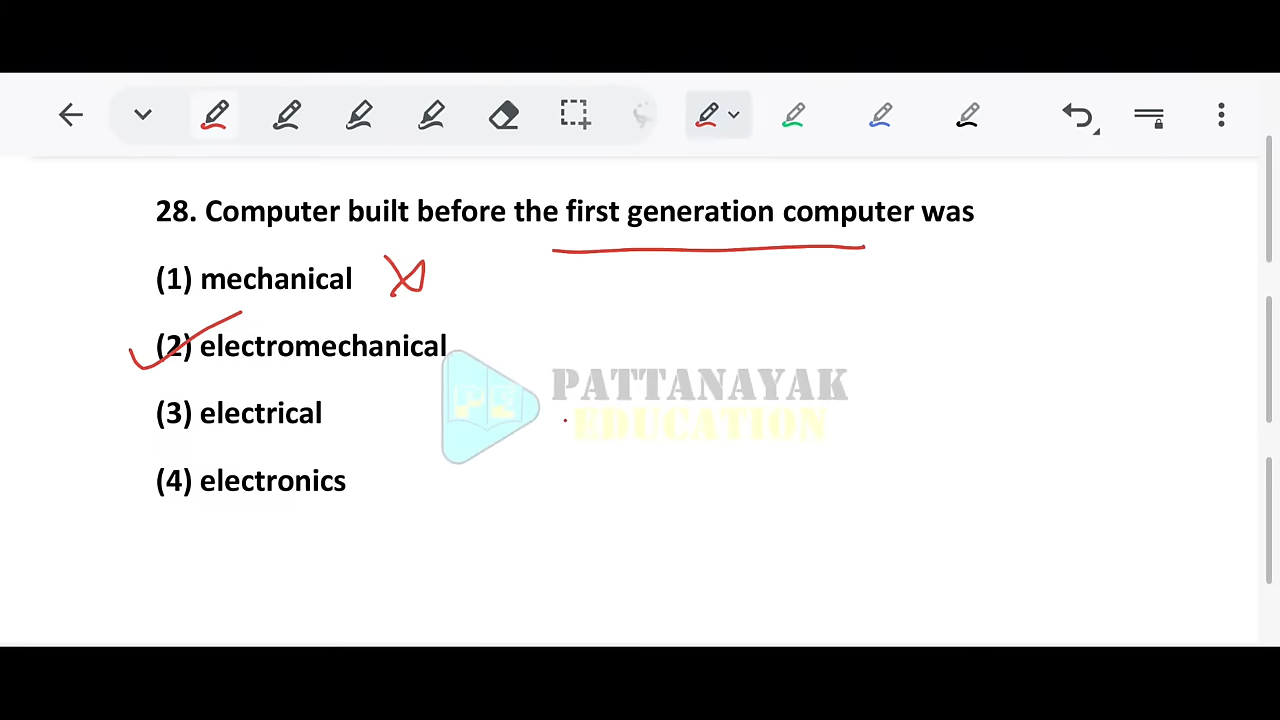 28. Computer built before the first generation computer was
(1) mechanical
(2) electromechanical
(3) electrical
(4) electronics
PATTANAYAK
EDUCATION
PE